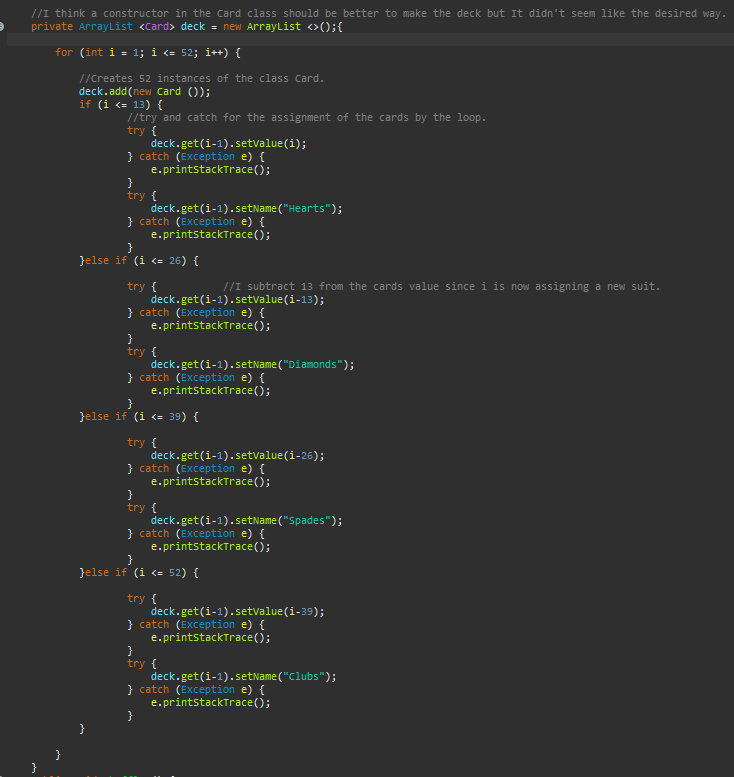 //I think a constructor in the Card class should be better to make the deck but It didn't seem like the desired way.
private ArrayList <Card> deck = new ArrayList <>();{
for (int i = 1; i <= 52; i++) {
//Creates 52 instances of the class Card.
deck.add(new Card ());
if (i <= 13) {
//try and catch for the assignment of the cards by the loop.
try {
deck.get(i-1).setValue(i);
} catch (Exception e) {
e.printStackTrace();
}
try {
deck.get(i-1).setName("Hearts");
} catch (Exception e) {
e.printStackTrace();
}
}else if (i <= 26) {
try { //I subtract 13 from the cards value since i is now assigning a new suit.
deck.get(i-1).setValue(i-13);
} catch (Exception e) {
e.printStackTrace();
}
try {
deck.get(i-1).setName("Diamonds");
} catch (Exception e) {
e.printStackTrace();
}
}else if (i <= 39) {
try {
deck.get(i-1).setValue(i-26);
} catch (Exception e) {
e.printStackTrace();
}
try {
deck.get(i-1).setName("Spades");
} catch (Exception e) {
e.printStackTrace();
}
}else if (i <= 52) {
try {
deck.get(i-1).setValue(i-39);
} catch (Exception e) {
e.printStackTrace();
}
try {
deck.get(i-1).setName("Clubs");
} catch (Exception e) {
e.printStackTrace();
}
}
}
}